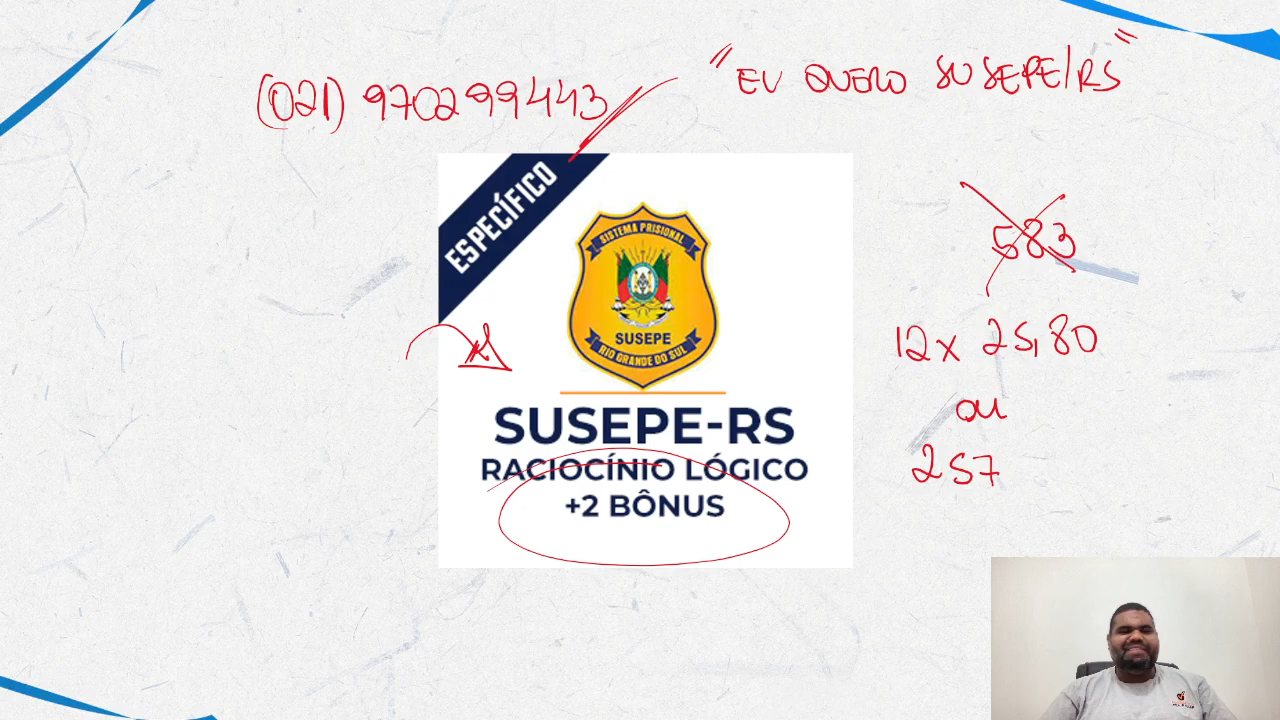 (021) 970299443
"EU QUERO SUSEPE/RS"
ESPECÍFICO
SISTEMA PRISIONAL
SUSEPE
RIO GRANDE DO SUL
583
12x 25,80
ou
257
SUSEPE-RS
RACIOCÍNIO LÓGICO
+2 BÔNUS